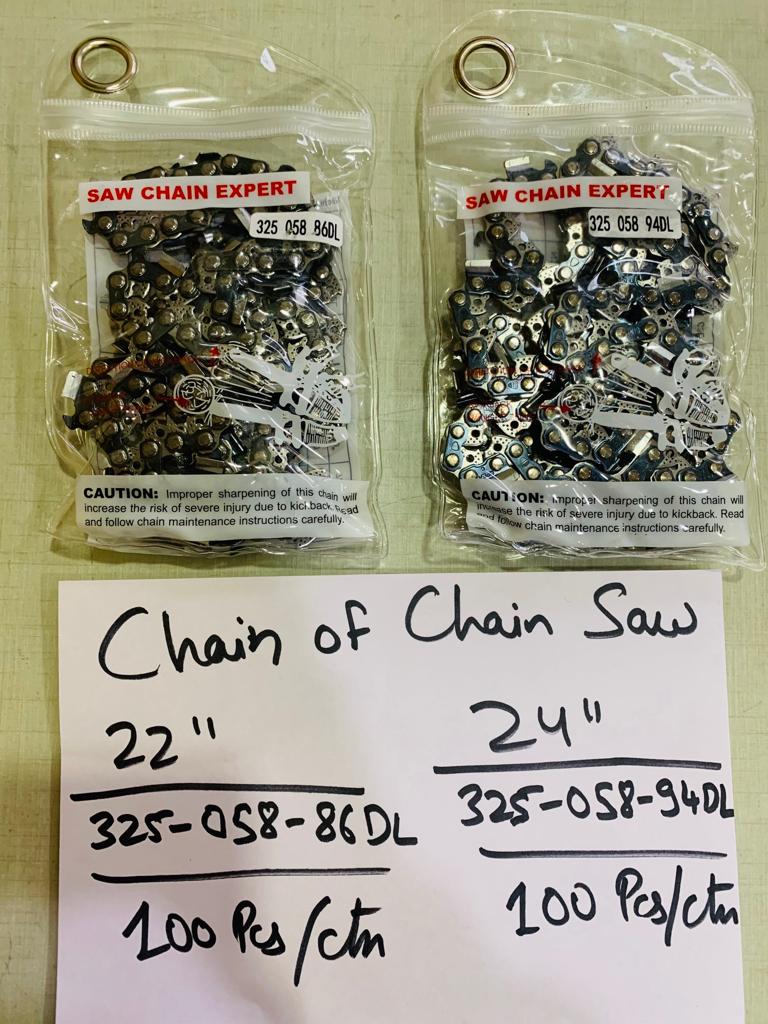 SAW CHAIN EXPERT
325 058 86DL
CAUTION: Improper sharpening of this chain will
increase the risk of severe injury due to kickback. Read
and follow chain maintenance instructions carefully.
SAW CHAIN EXPERT
325 058 94DL
CAUTION: Improper sharpening of this chain will
increase the risk of severe injury due to kickback. Read
and follow chain maintenance instructions carefully.
Chain of Chain Saw
22"
325-058-86DL
100 Pcs/ctn
24"
325-058-94DL
100 Pcs/ctn